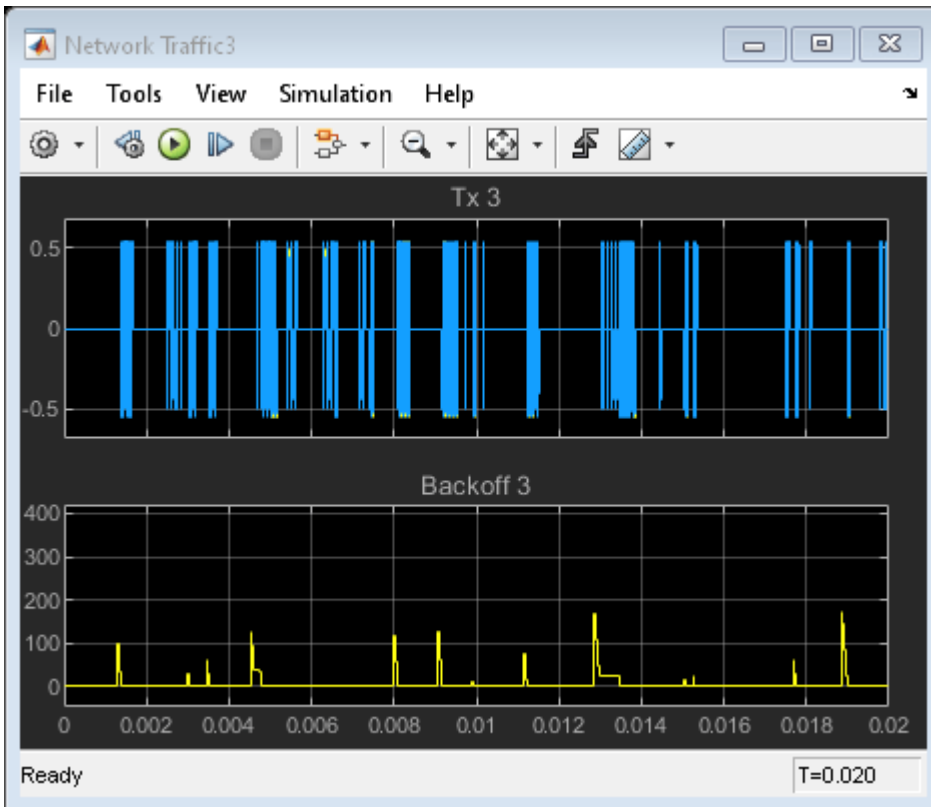 Network Traffic3
File Tools View Simulation Help
Tx 3
0.5
0
-0.5
Backoff 3
400
300
200
100
0
0 0.002 0.004 0.006 0.008 0.01 0.012 0.014 0.016 0.018 0.02
Ready T=0.020